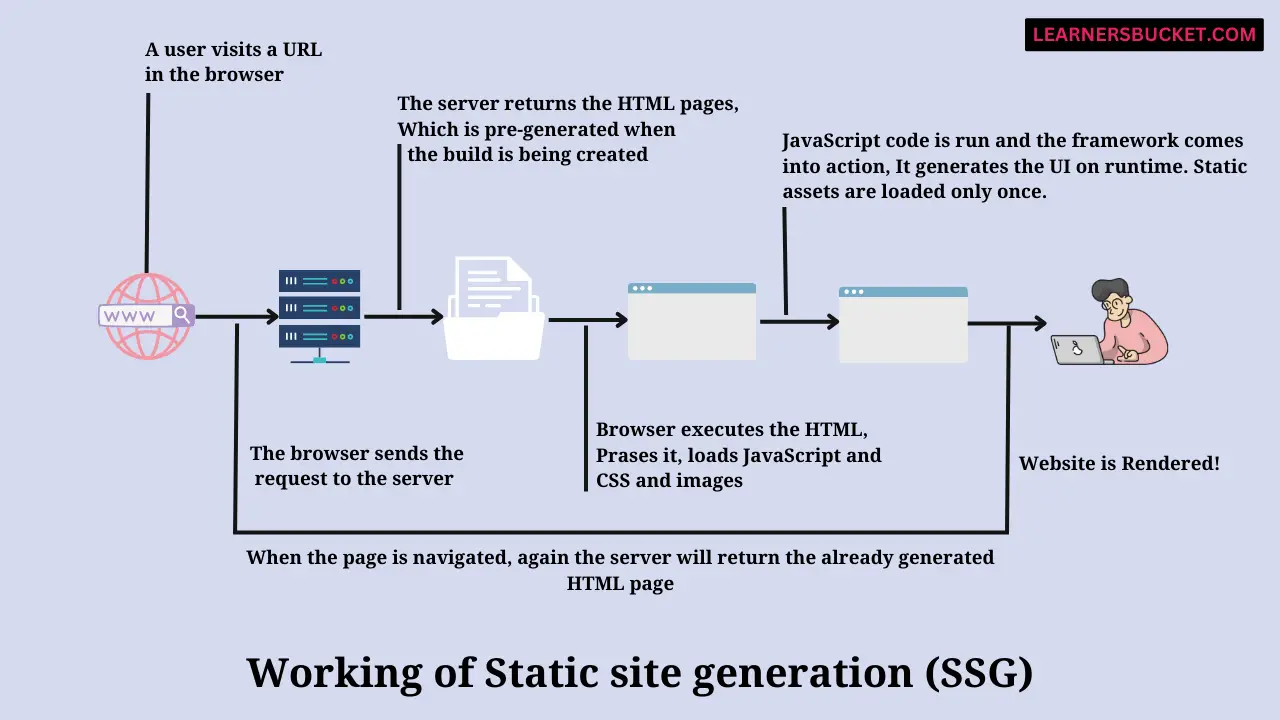 LEARNERSBUCKET.COM
A user visits a URL
in the browser
The server returns the HTML pages,
Which is pre-generated when
the build is being created
JavaScript code is run and the framework comes
into action, It generates the UI on runtime. Static
assets are loaded only once.
WWW
The browser sends the
request to the server
Browser executes the HTML,
Prases it, loads JavaScript and
CSS and images
Website is Rendered!
When the page is navigated, again the server will return the already generated
HTML page
Working of Static site generation (SSG)